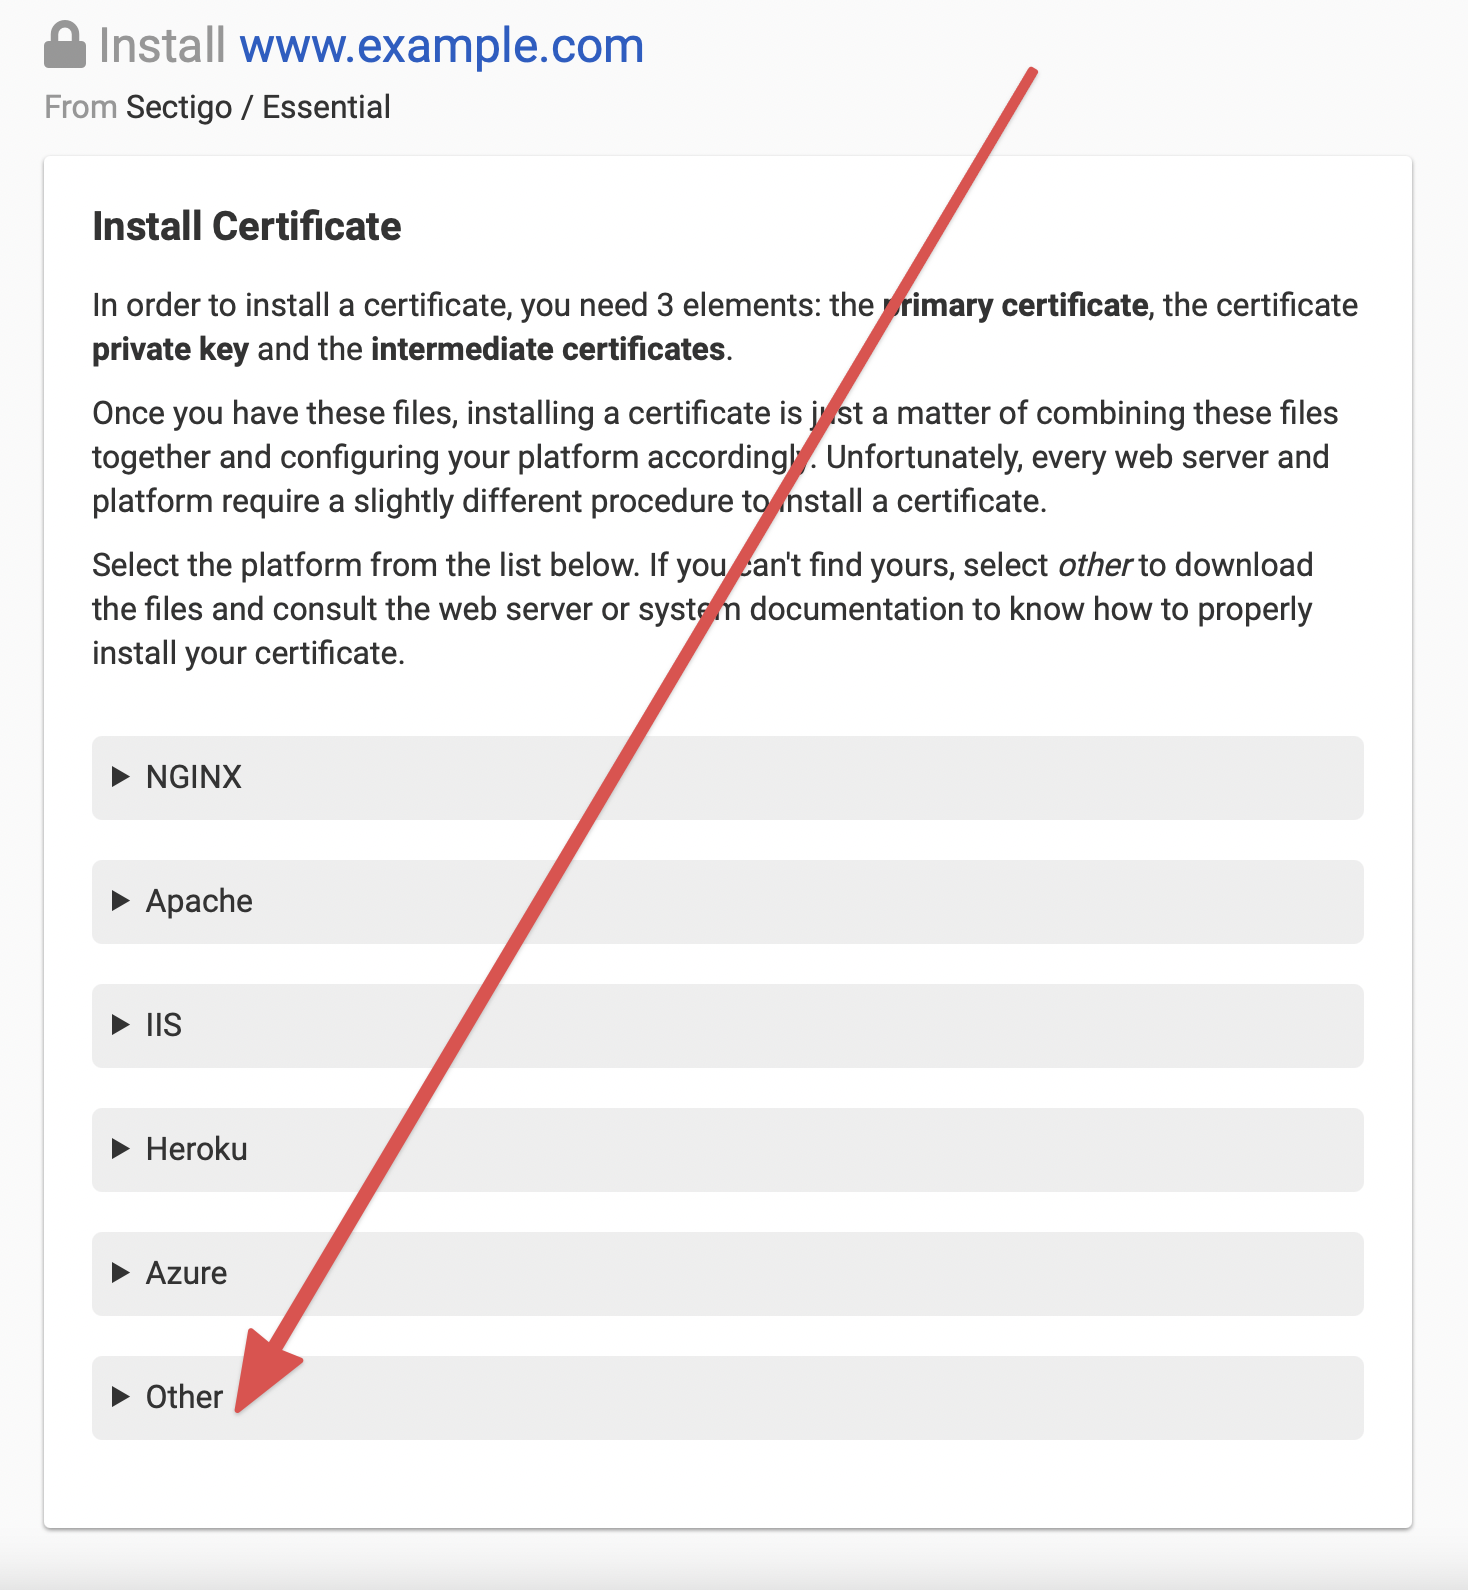 Install www.example.com
From Sectigo / Essential
Install Certificate
In order to install a certificate, you need 3 elements: the primary certificate, the certificate
private key and the intermediate certificates.
Once you have these files, installing a certificate is just a matter of combining these files
together and configuring your platform accordingly. Unfortunately, every web server and
platform require a slightly different procedure to install a certificate.
Select the platform from the list below. If you can't find yours, select other to download
the files and consult the web server or system documentation to know how to properly
install your certificate.
NGINX
Apache
IIS
Heroku
Azure
Other